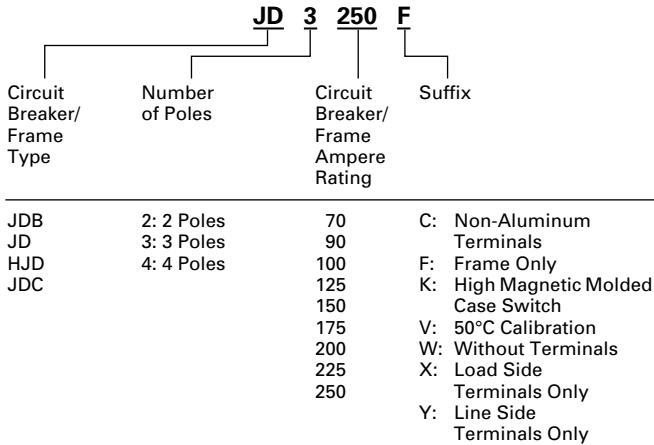 JD 3 250 F
Circuit Breaker/ Frame Type
Number of Poles
Circuit Breaker/ Frame Ampere Rating
Suffix
JDB
JD
HJD
JDC
2: 2 Poles
3: 3 Poles
4: 4 Poles
70
90
100
125
150
175
200
225
250
C: Non-Aluminum
Terminals
F: Frame Only
K: High Magnetic Molded
Case Switch
V: 50°C Calibration
W: Without Terminals
X: Load Side
Terminals Only
Y: Line Side
Terminals Only